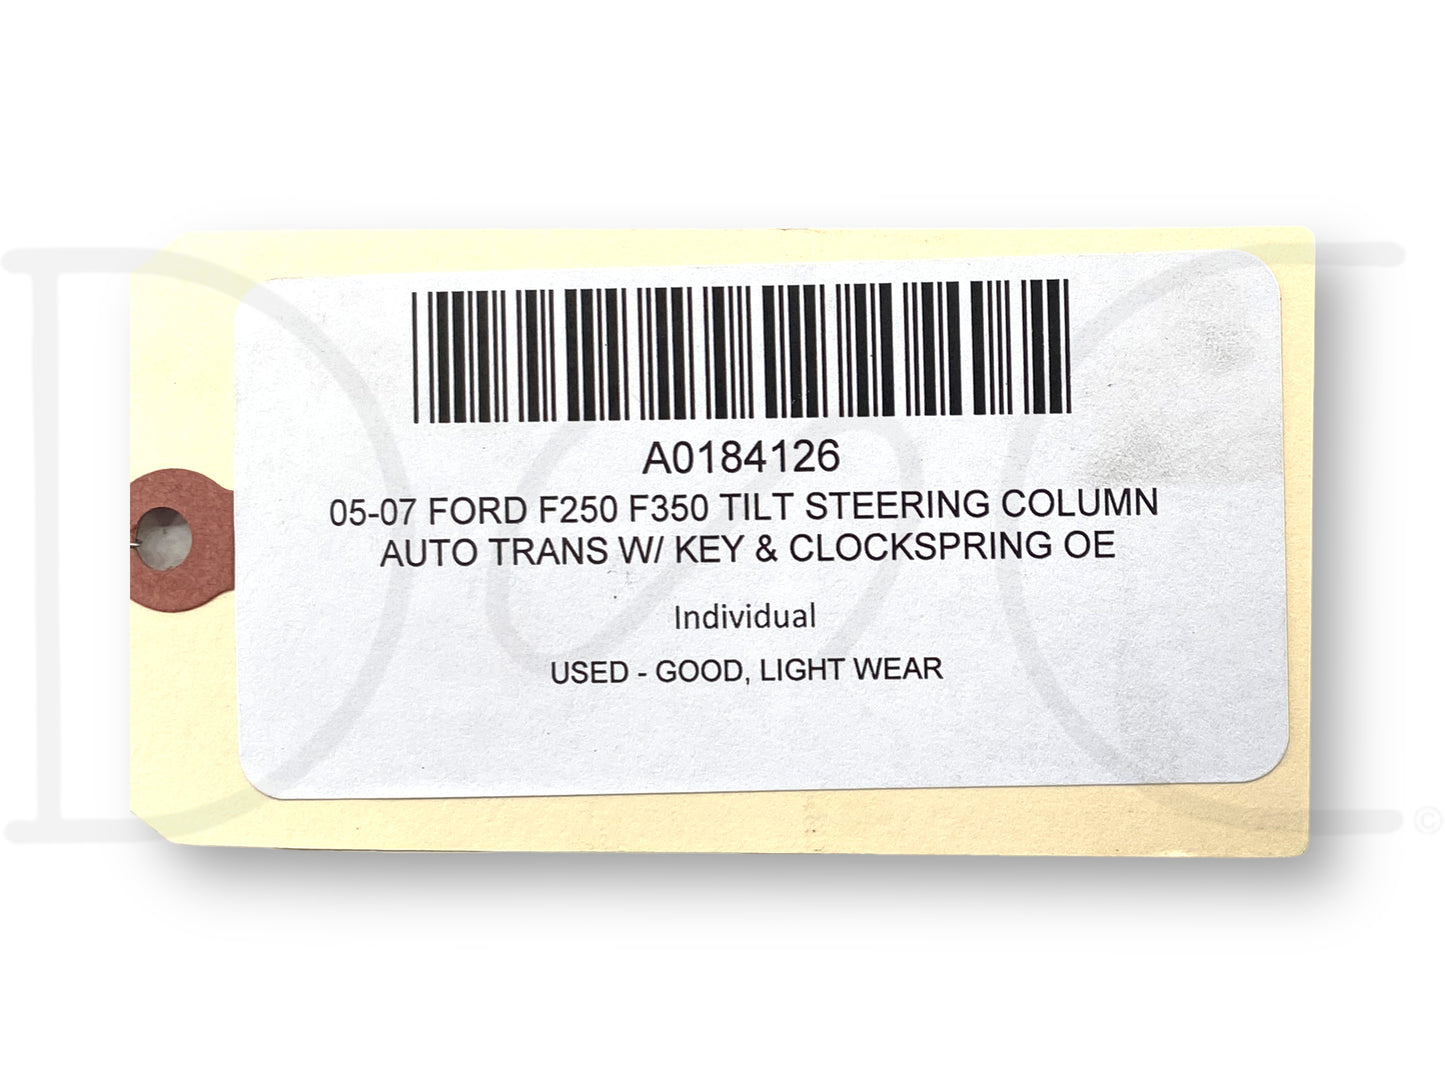 A0184126
05-07 FORD F250 F350 TILT STEERING COLUMN
AUTO TRANS W/ KEY & CLOCKSPRING OE
Individual
USED - GOOD, LIGHT WEAR
©